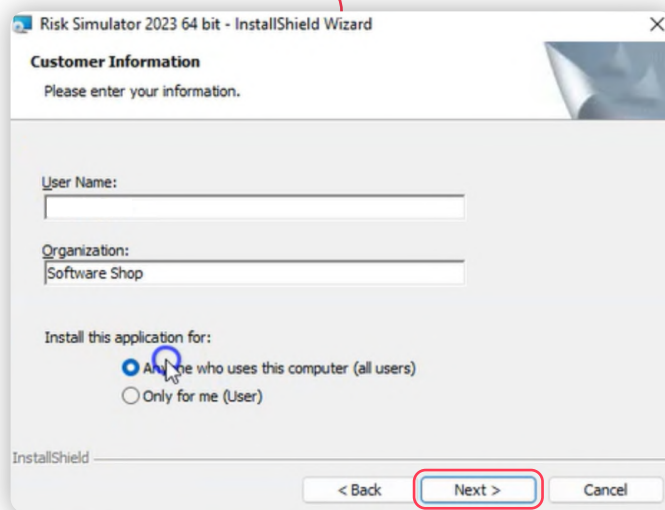 Risk Simulator 2023 64 bit - InstallShield Wizard
Customer Information
Please enter your information.
User Name:
Organization:
Software Shop
Install this application for:
who uses this computer (all users)
Only for me (User)
InstallShield
< Back
Next >
Cancel